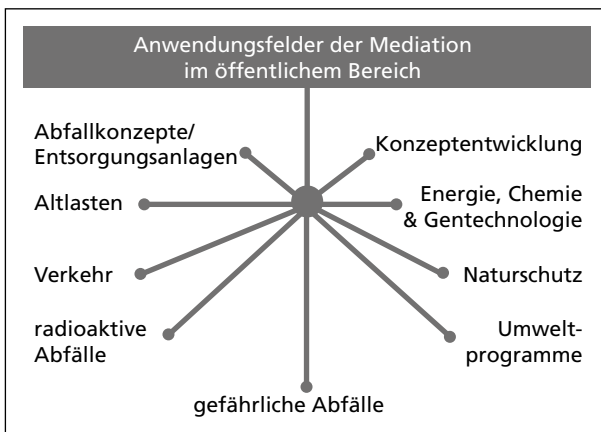 Anwendungsfelder der Mediation
im öffentlichem Bereich
Abfallkonzepte/
Entsorgungsanlagen
Altlasten
Verkehr
radioaktive
Abfälle
gefährliche Abfälle
Konzeptentwicklung
Energie, Chemie
& Gentechnologie
Naturschutz
Umwelt-
programme